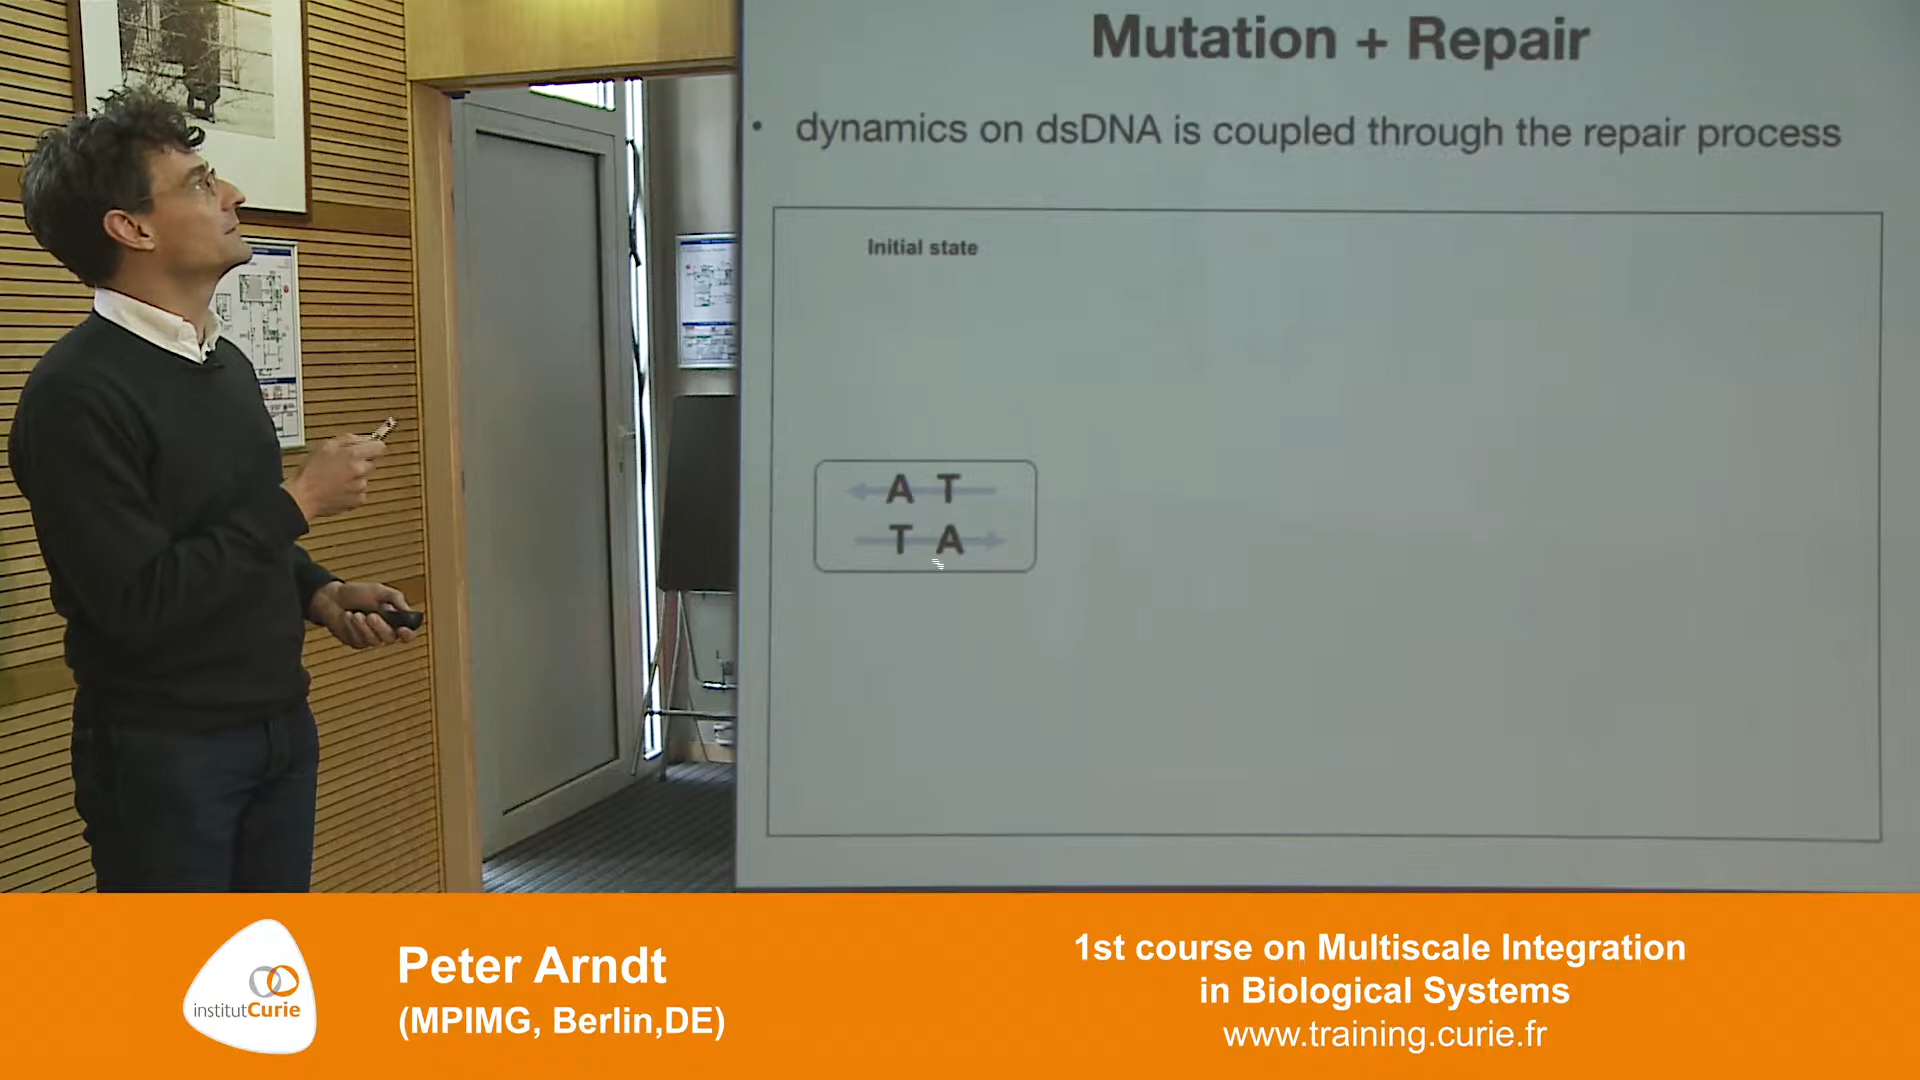 Mutation + Repair
• dynamics on dsDNA is coupled through the repair process
Initial state
A T
T A
institutCurie
Peter Arndt
(MPIMG, Berlin,DE)
1st course on Multiscale Integration
in Biological Systems
www.training.curie.fr